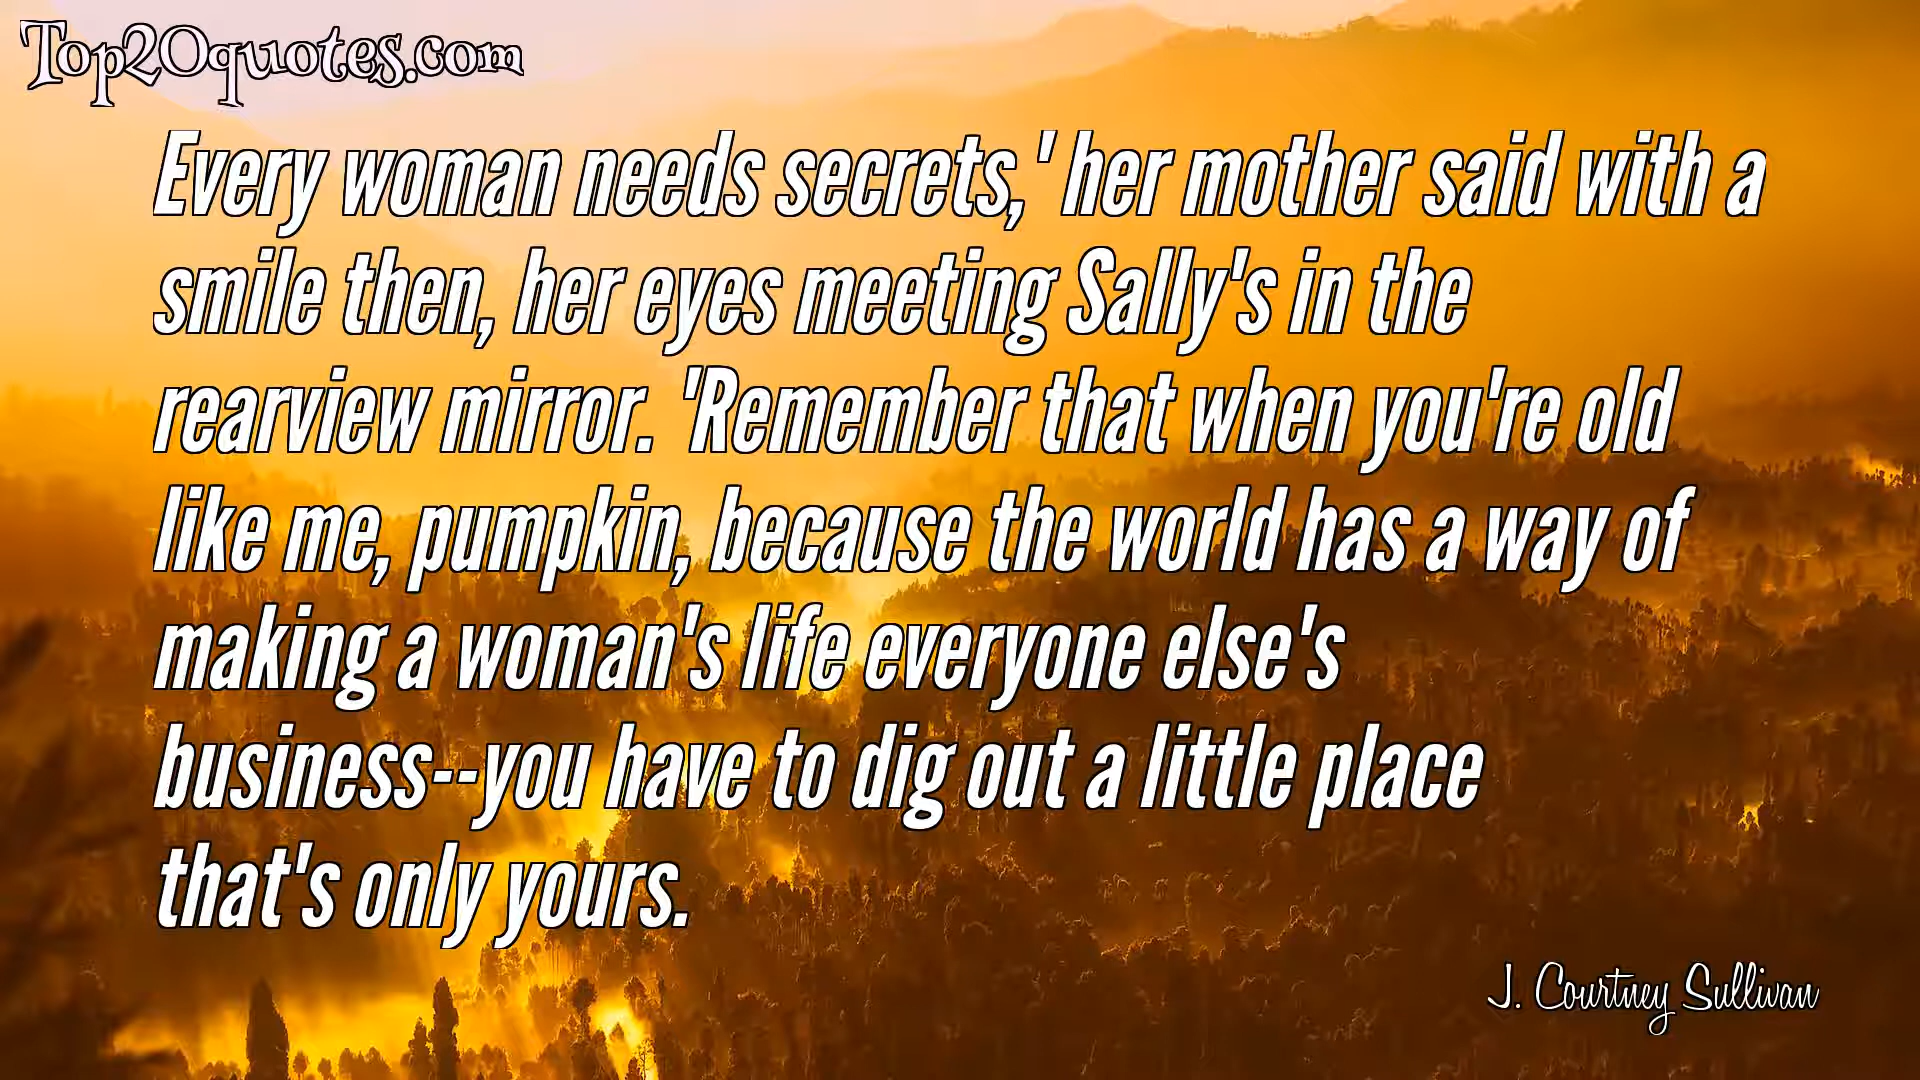 Top20quotes.com
Every woman needs secrets,' her mother said with a
smile then, her eyes meeting Sally's in the
rearview mirror. 'Remember that when you're old
like me, pumpkin, because the world has a way of
making a woman's life everyone else's
business--you have to dig out a little place
that's only yours.
J. Courtney Sullivan